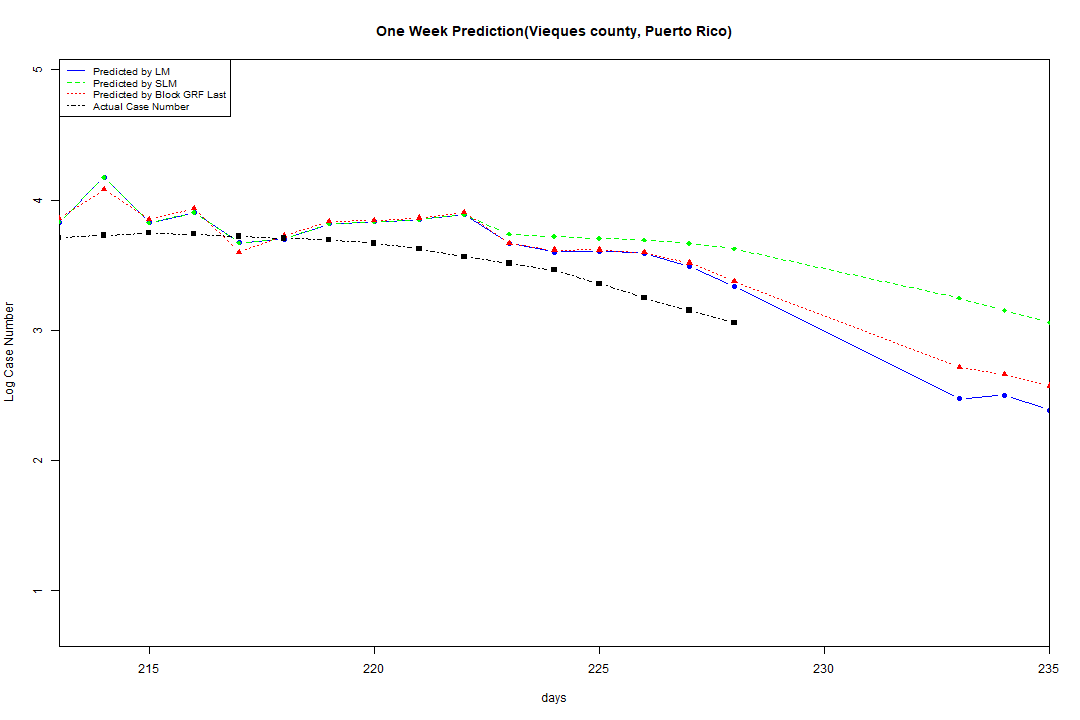 One Week Prediction(Vieques county, Puerto Rico)
Predicted by LM
Predicted by SLM
Predicted by Block GRF Last
Actual Case Number
Log Case Number
5
4
3
2
1
215 220 225 230 235
days